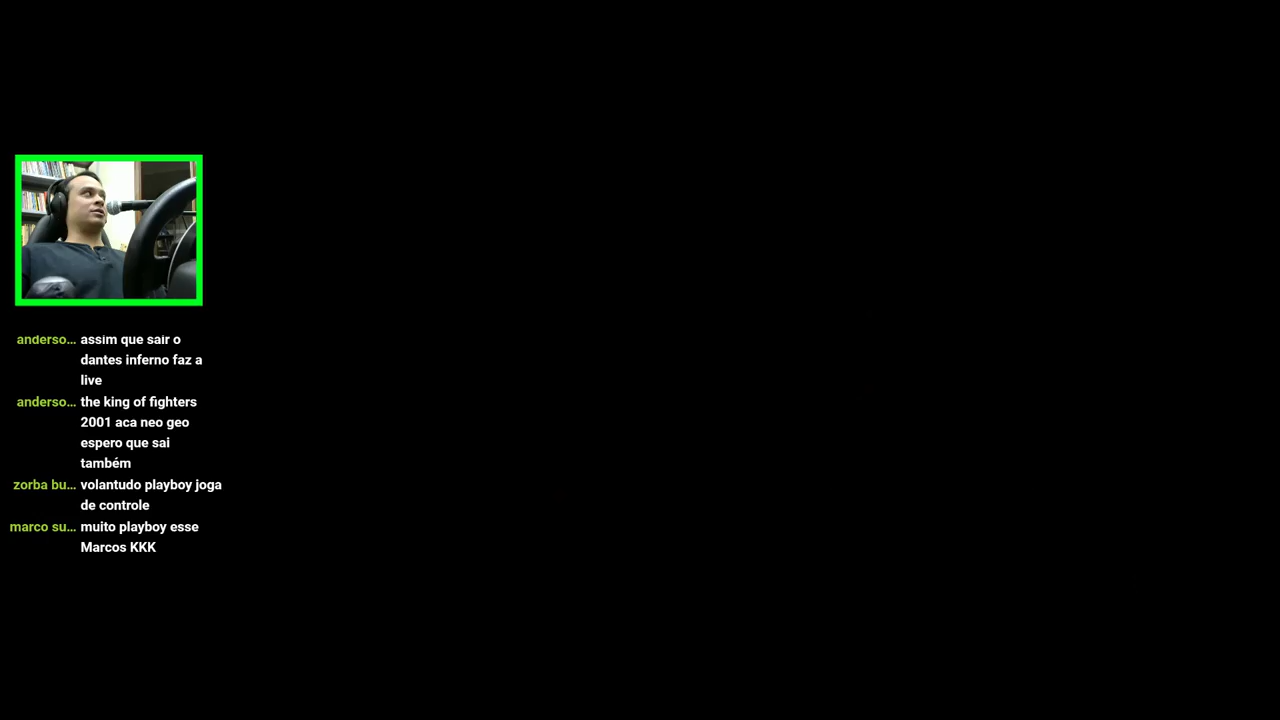 anderso… assim que sair o
dantes inferno faz a
live
anderso… the king of fighters
2001 aca neo geo
espero que sai
também
zorba bu… volantudo playboy joga
de controle
marco su… muito playboy esse
Marcos KKK